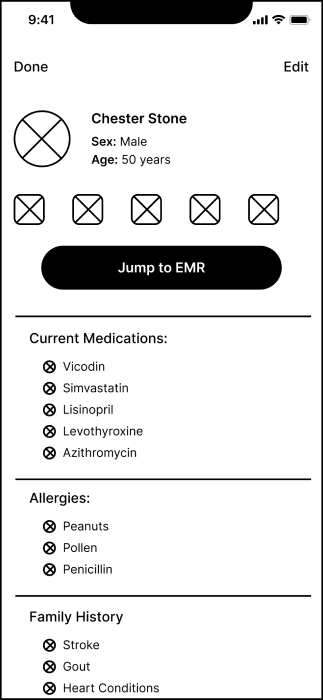 9:41
Done Edit
Chester Stone
Sex: Male
Age: 50 years
Jump to EMR
Current Medications:
Vicodin
Simvastatin
Lisinopril
Levothyroxine
Azithromycin
Allergies:
Peanuts
Pollen
Penicillin
Family History
Stroke
Gout
Heart Conditions